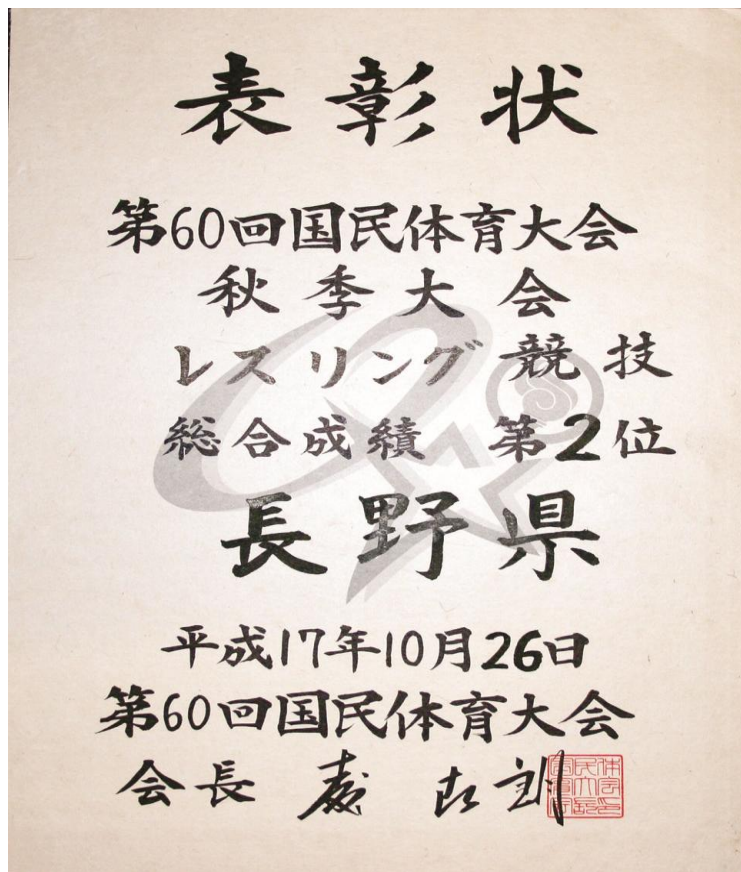 表彰状
第60回国民体育大会
秋季大会
レスリング競技
総合成績 第2位
長野県
平成17年10月26日
第60回国民体育大会
会長